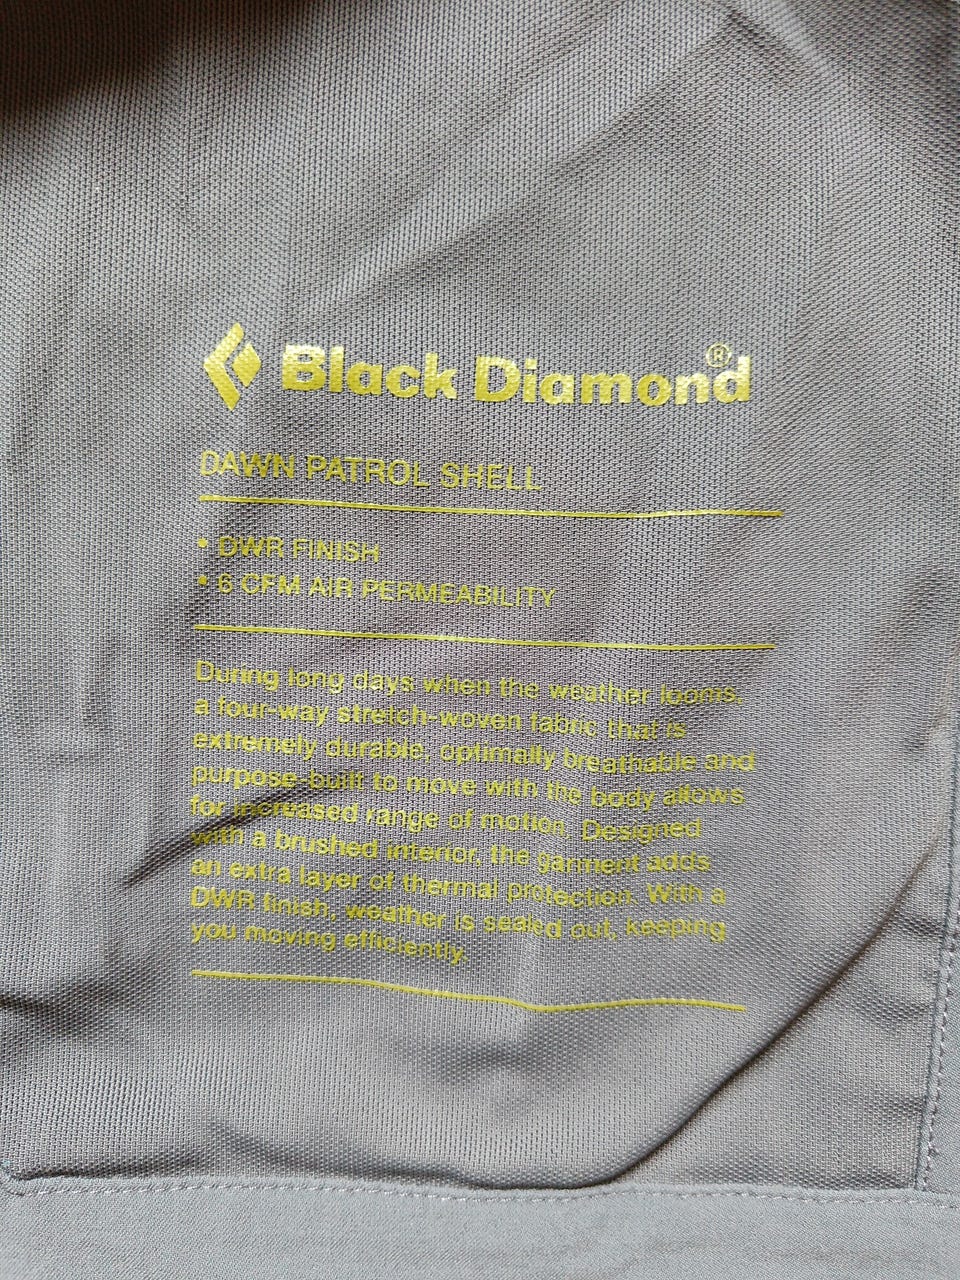 Black Diamond®
DAWN PATROL SHELL
• DWR FINISH
• 6 CFM AIR PERMEABILITY
During long days when the weather looms,
a four-way stretch-woven fabric that is
extremely durable, optimally breathable and
purpose-built to move with the body allows
for increased range of motion. Designed
with a brushed interior, the garment adds
an extra layer of thermal protection. With a
DWR finish, weather is sealed out, keeping
you moving efficiently.